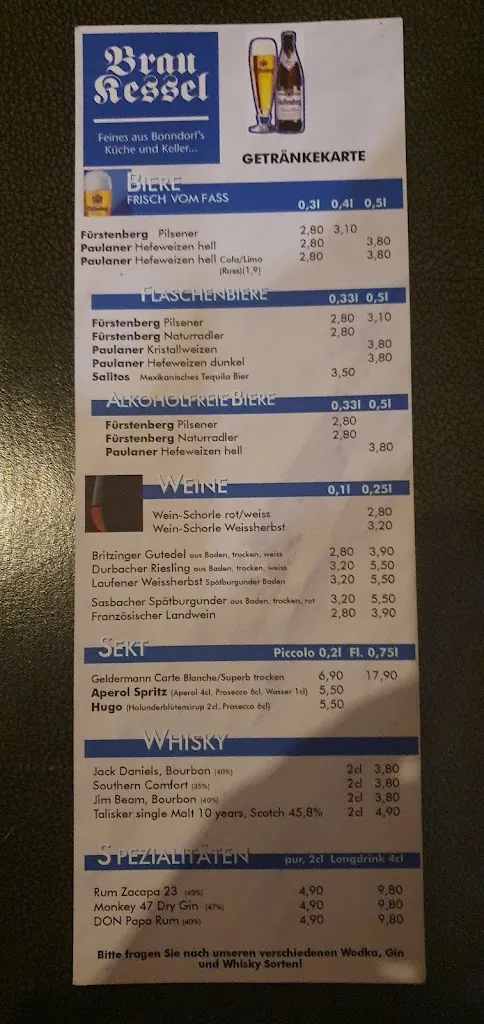 Brau
Kessel
Feines aus Bonndorf's
Küche und Keller...
GETRÄNKEKARTE
BIERE
FRISCH VOM FASS 0,3l 0,4l 0,5l
Fürstenberg Pilsener 2,80 3,10
Paulaner Hefeweizen hell 2,80 3,80
Paulaner Hefeweizen hell Cola/Limo 2,80 3,80
(Russ)(1,9)
FLASCHENBIERE 0,33l 0,5l
Fürstenberg Pilsener 2,80 3,10
Fürstenberg Naturradler 2,80
Paulaner Kristallweizen 3,80
Paulaner Hefeweizen dunkel 3,80
Salitos Mexikanisches Tequila Bier 3,50
ALKOHOLFREIE BIERE 0,33l 0,5l
Fürstenberg Pilsener 2,80
Fürstenberg Naturradler 2,80
Paulaner Hefeweizen hell 3,80
WEINE 0,1l 0,25l
Wein-Schorle rot/weiss 2,80
Wein-Schorle Weissherbst 3,20
Britzinger Gutedel aus Baden, trocken, weiss 2,80 3,90
Durbacher Riesling aus Baden, trocken, weiss 3,20 5,50
Laufener Weissherbst Spätburgunder Baden 3,20 5,50
Sasbacher Spätburgunder aus Baden, trocken, rot 3,20 5,50
Französischer Landwein 2,80 3,90
SEKT Piccolo 0,2l Fl. 0,75l
Geldermann Carte Blanche/Superb trocken 6,90 17,90
Aperol Spritz (Aperol 4cl, Prosecco 6cl, Wasser 1cl) 5,50
Hugo (Holunderblütensirup 2cl, Prosecco 6cl) 5,50
WHISKY
Jack Daniels, Bourbon (40%) 2cl 3,80
Southern Comfort (35%) 2cl 3,80
Jim Beam, Bourbon (40%) 2cl 3,80
Talisker single Malt 10 years, Scotch 45,8% 2cl 4,90
SPEZIALITÄTEN pur, 2cl Longdrink 4cl
Rum Zacapa 23 (40%) 4,90 9,80
Monkey 47 Dry Gin (47%) 4,90 9,80
DON Papa Rum (40%) 4,90 9,80
Bitte fragen Sie nach unseren verschiedenen Wodka, Gin
und Whisky Sorten!